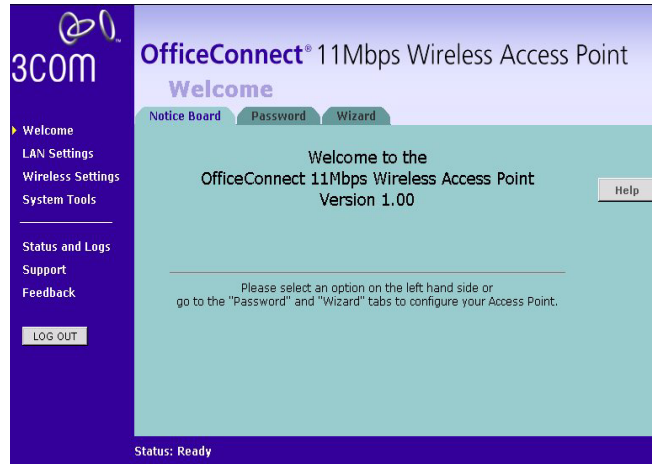 3COM
OfficeConnect® 11Mbps Wireless Access Point
Welcome
Notice Board
Password
Wizard
Welcome
LAN Settings
Wireless Settings
System Tools
Status and Logs
Support
Feedback
LOG OUT
Welcome to the
OfficeConnect 11Mbps Wireless Access Point
Version 1.00
Help
Please select an option on the left hand side or
go to the "Password" and "Wizard" tabs to configure your Access Point.
Status: Ready